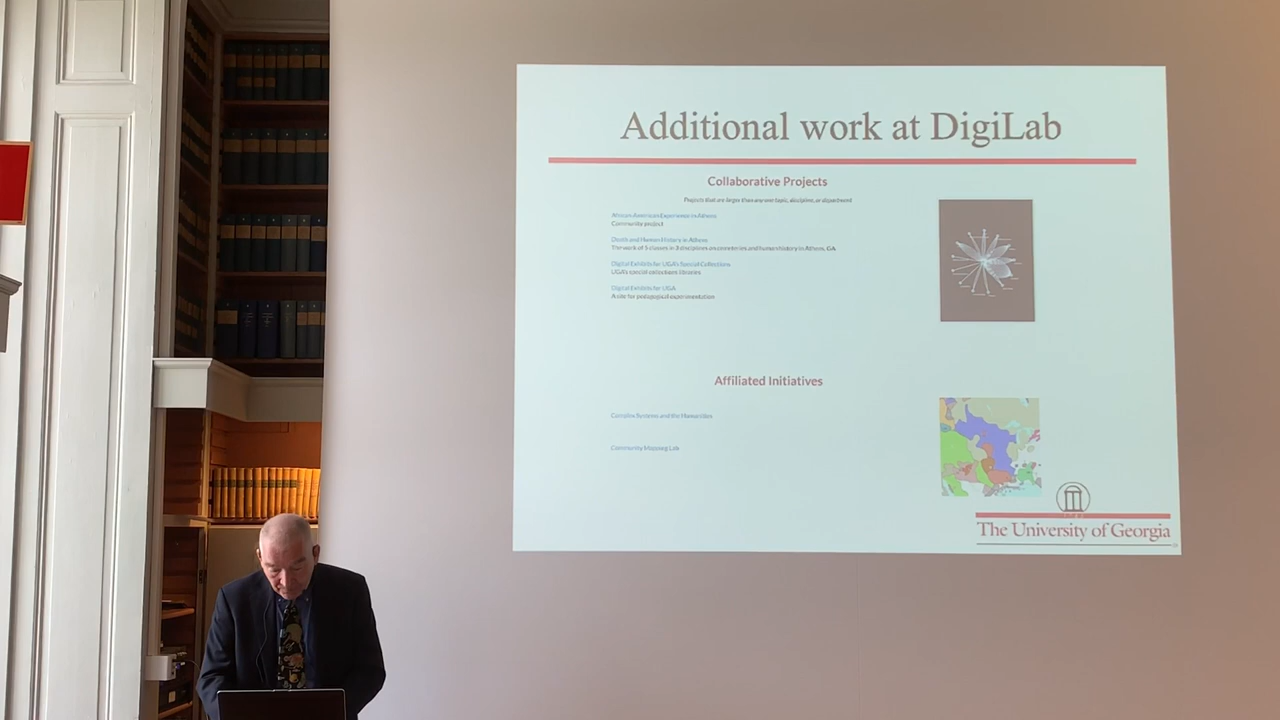 Additional work at DigiLab
Collaborative Projects
Projects that are larger than any one topic, discipline, or department
African American Experience in Athens
Community project
Death and Human History in Athens
The work of 5 classes in 3 disciplines on cemeteries and human history in Athens, GA.
Digital Exhibits for UGA's Special Collections
UGA's special collections libraries
Digital Exhibits for UGA
A site for pedagogical experimentation
Affiliated Initiatives
Complex Systems and the Humanities
Community Mapping Lab
The University of Georgia